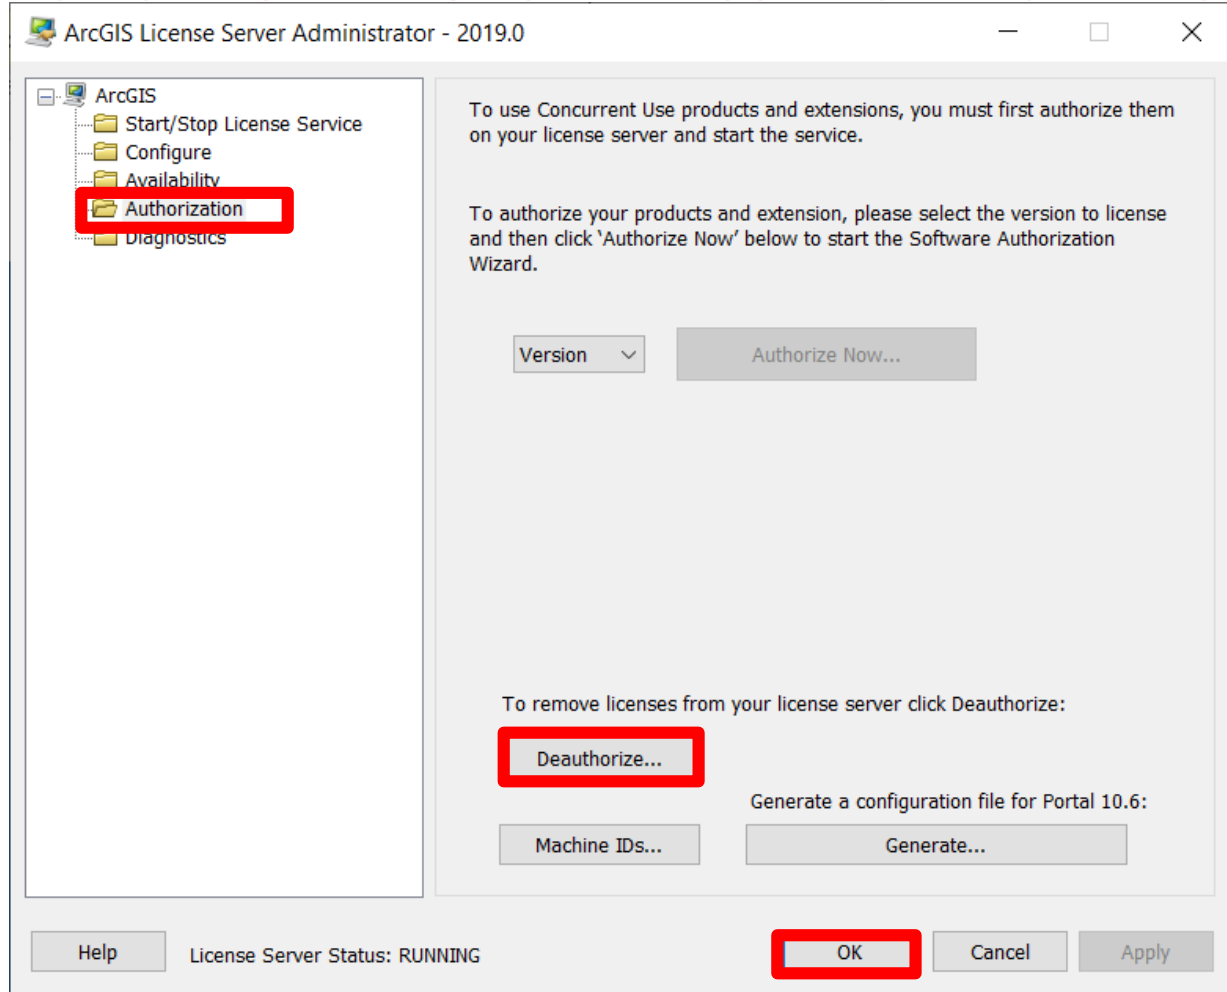 ArcGIS License Server Administrator - 2019.0
ArcGIS
Start/Stop License Service
Configure
Availability
Authorization
Diagnostics
To use Concurrent Use products and extensions, you must first authorize them
on your license server and start the service.
To authorize your products and extension, please select the version to license
and then click ‘Authorize Now’ below to start the Software Authorization
Wizard.
Version
Authorize Now...
To remove licenses from your license server click Deauthorize:
Deauthorize...
Generate a configuration file for Portal 10.6:
Machine IDs...
Generate...
Help
License Server Status: RUNNING
OK
Cancel
Apply